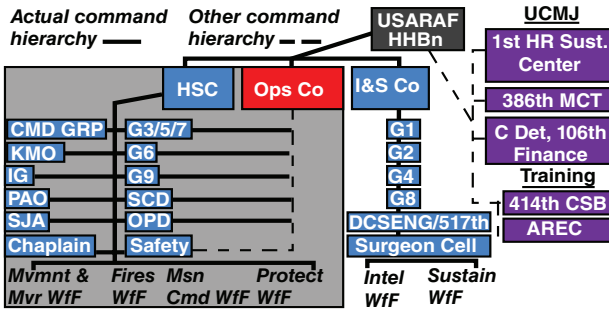 Actual command
hierarchy
Other command
hierarchy
USARAF
HHBn
UCMJ
1st HR Sust.
Center
386th MCT
C Det, 106th
Finance
Training
414th CSB
AREC
HSC
Ops Co
I&S Co
CMD GRP
G3/5/7
G1
KMO
G6
G2
IG
G9
G4
PAO
SCD
G8
SJA
OPD
DCSENG/517th
Chaplain
Safety
Surgeon Cell
Mvmnt &
Mvr WfF
Fires
WfF
Msn
Cmd WfF
Protect
WfF
Intel
WfF
Sustain
WfF